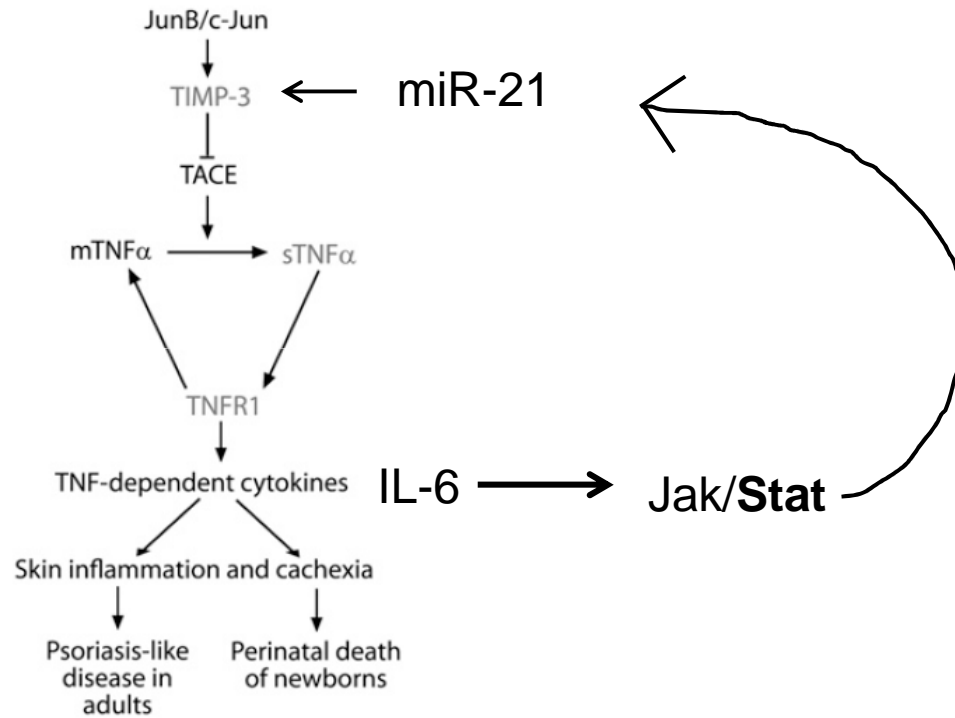 JunB/c-Jun
TIMP-3
miR-21
TACE
mTNFα
sTNFα
TNFR1
TNF-dependent cytokines
IL-6
Jak/Stat
Skin inflammation and cachexia
Psoriasis-like
disease in
adults
Perinatal death
of newborns